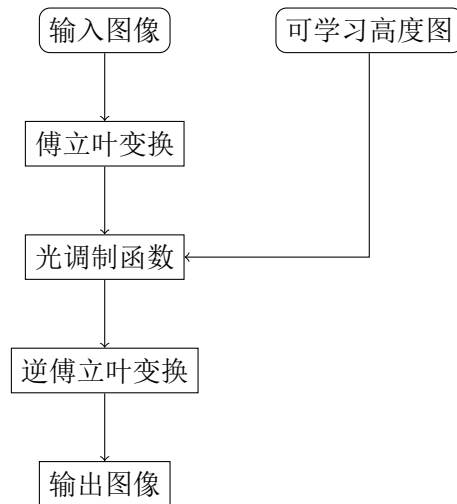 输入图像
可学习高度图
傅立叶变换
光调制函数
逆傅立叶变换
输出图像